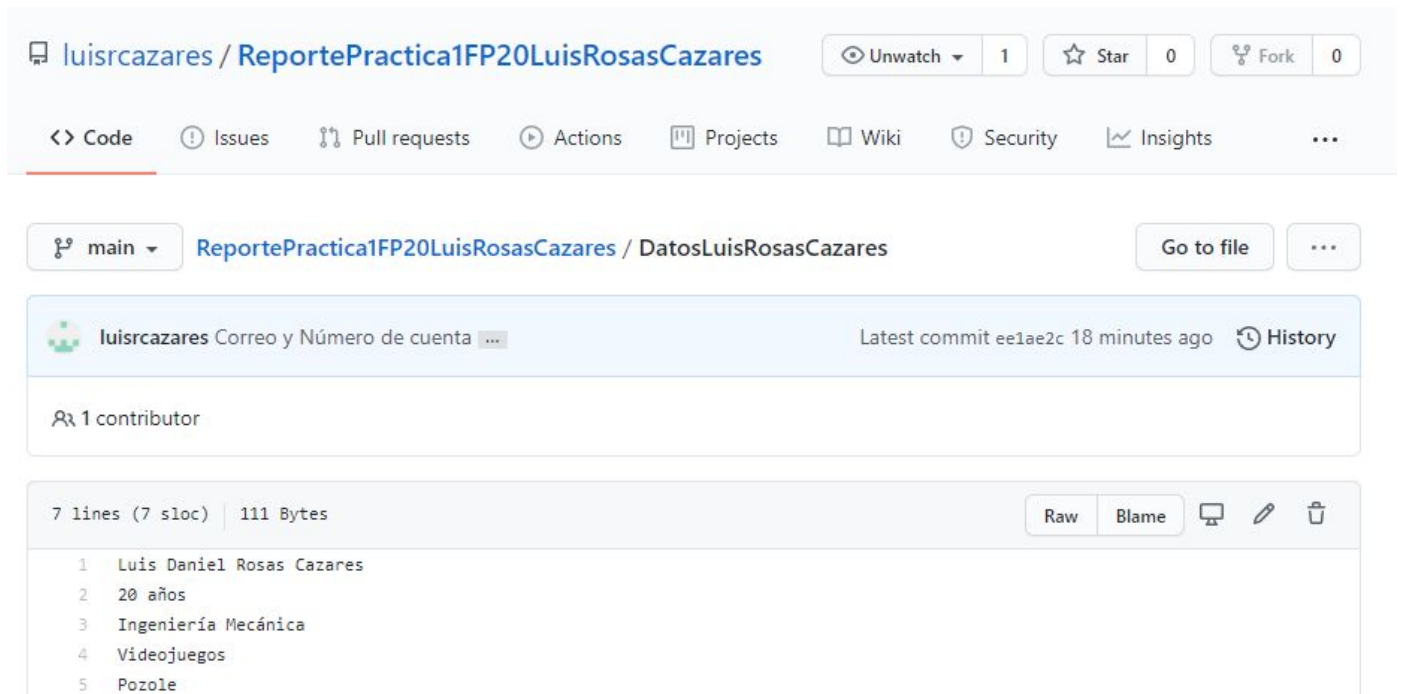 luisrcazares / ReportePractica1FP20LuisRosasCazares Unwatch 1 Star 0 Fork 0
<> Code Issues Pull requests Actions Projects Wiki Security Insights ...
main ReportePractica1FP20LuisRosasCazares / DatosLuisRosasCazares Go to file ...
luisrcazares Correo y Número de cuenta ... Latest commit ee1ae2c 18 minutes ago History
1 contributor
7 lines (7 sloc) 111 Bytes Raw Blame
1 Luis Daniel Rosas Cazares
2 20 años
3 Ingeniería Mecánica
4 Videojuegos
5 Pozole